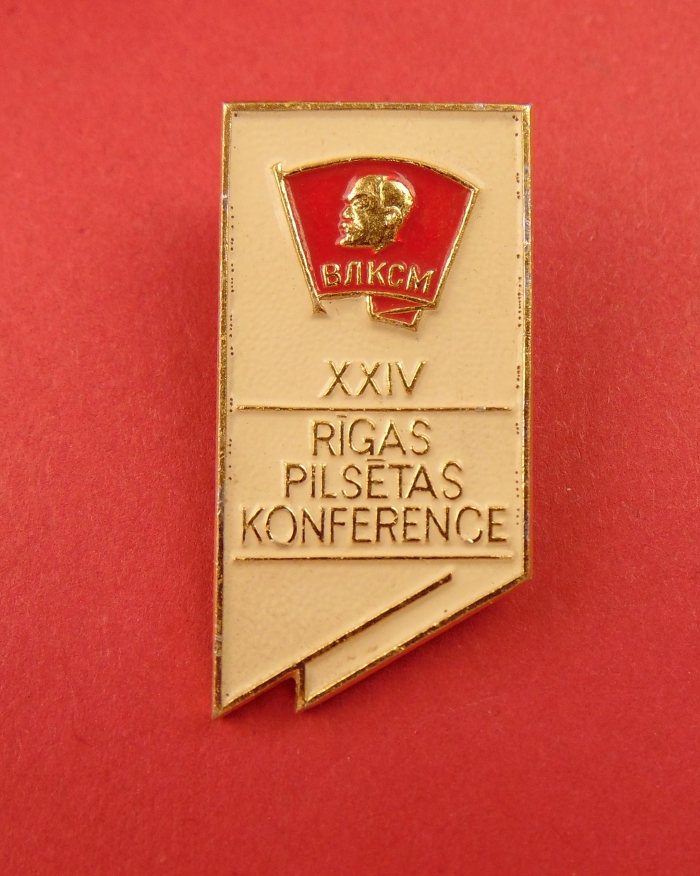 ВЛКСМ
XXIV
RĪGAS
PILSĒTAS
KONFERENCE